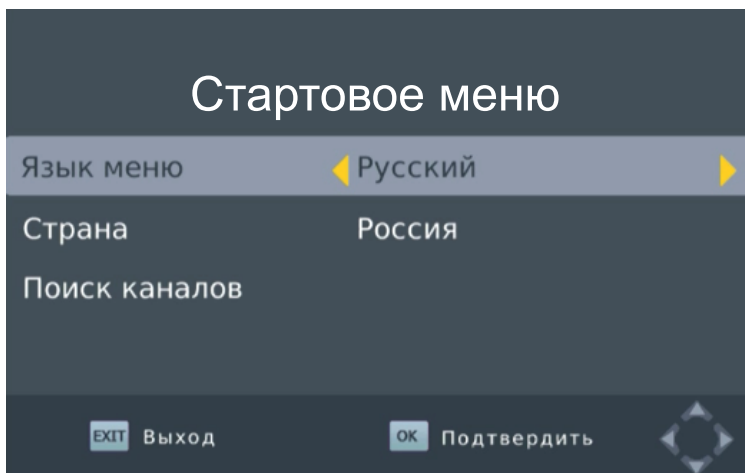 Стартовое меню
Язык меню Русский
Страна Россия
Поиск каналов
EXIT Выход OK Подтвердить